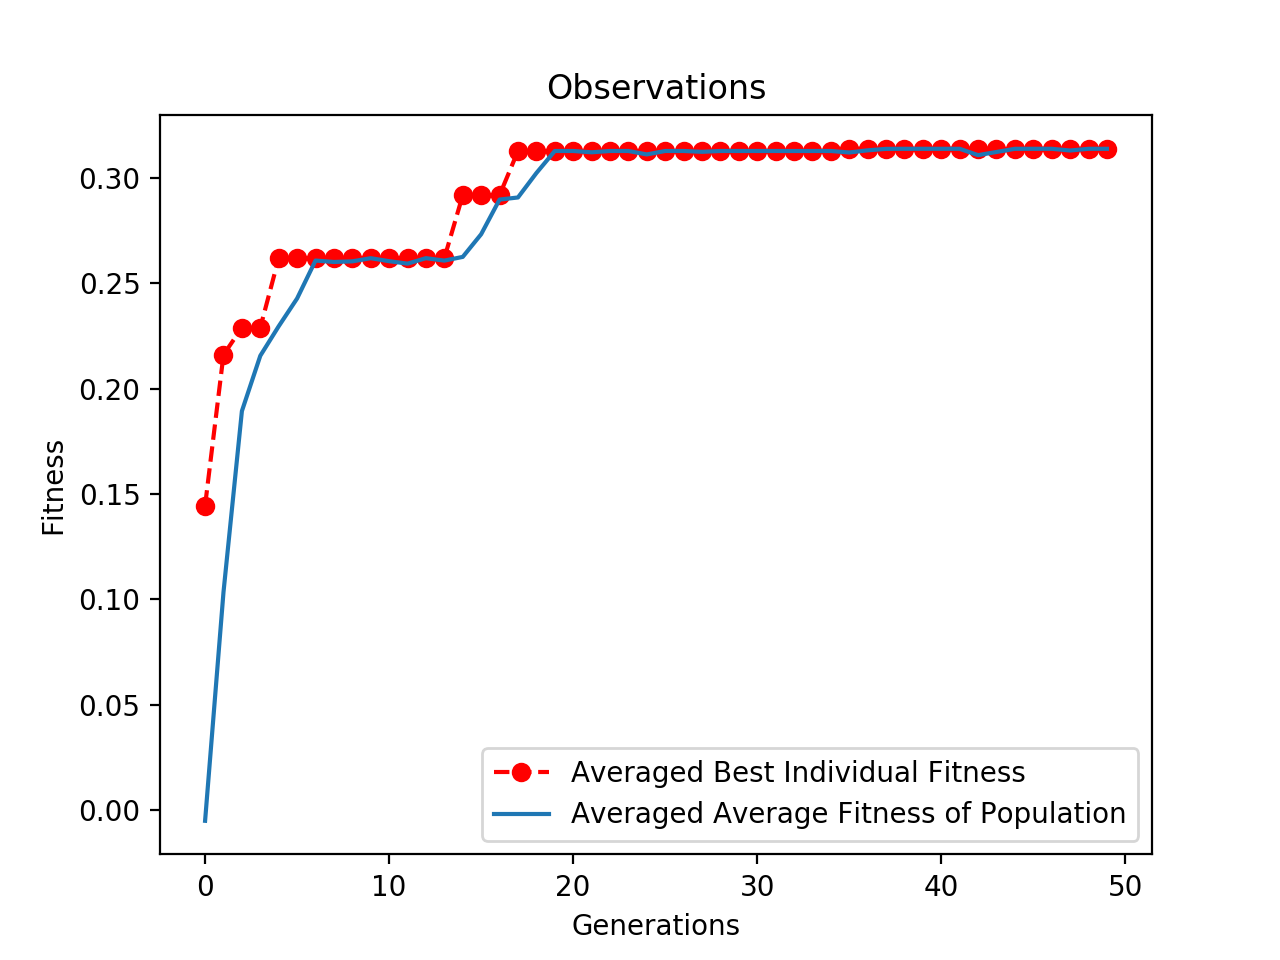 Observations
0.30
0.25
0.20
0.15
0.10
0.05
0.00
Fitness
Averaged Best Individual Fitness
Averaged Average Fitness of Population
0 10 20 30 40 50
Generations